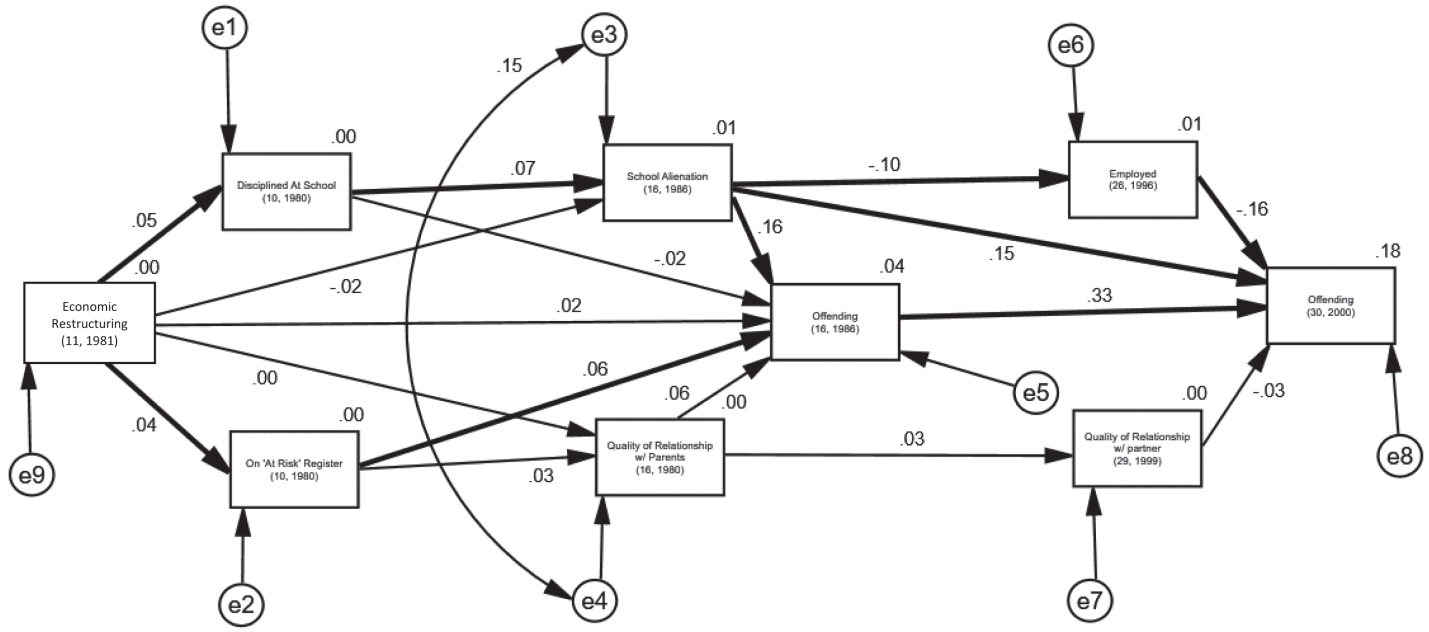 e1
e3
e6
.15
.00
.01
.01
Disciplined At School
(10, 1980)
.07
School Alienation
(16, 1986)
-.10
Employed
(26, 1996)
.05
-.16
.16
.00
-.02
-.02
.15
.04
.18
Economic
Restructuring
(11, 1981)
.02
Offending
(16, 1986)
.33
Offending
(30, 2000)
.00
.06
.06
.00
e5
.00
-.03
.04
.00
On 'At Risk' Register
(10, 1980)
.03
Quality of Relationship
w/ Parents
(16, 1980)
.03
Quality of Relationship
w/ partner
(29, 1999)
e9
e8
e2
e4
e7